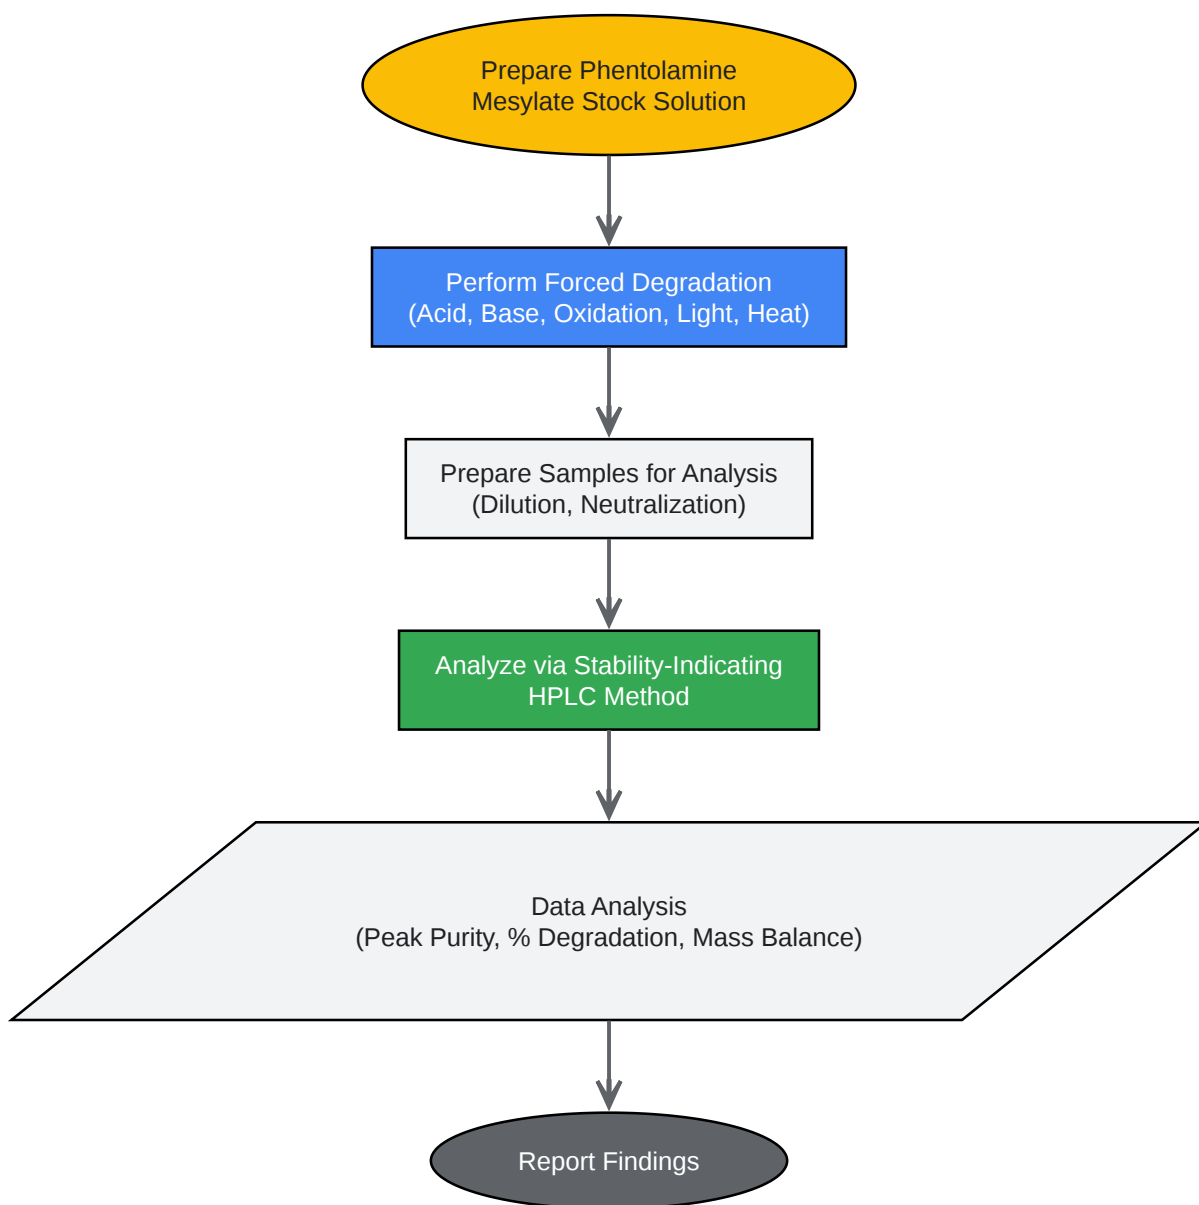 Prepare Phentolamine
Mesylate Stock Solution
Perform Forced Degradation
(Acid, Base, Oxidation, Light, Heat)
Prepare Samples for Analysis
(Dilution, Neutralization)
Analyze via Stability-Indicating
HPLC Method
Data Analysis
(Peak Purity, % Degradation, Mass Balance)
Report Findings